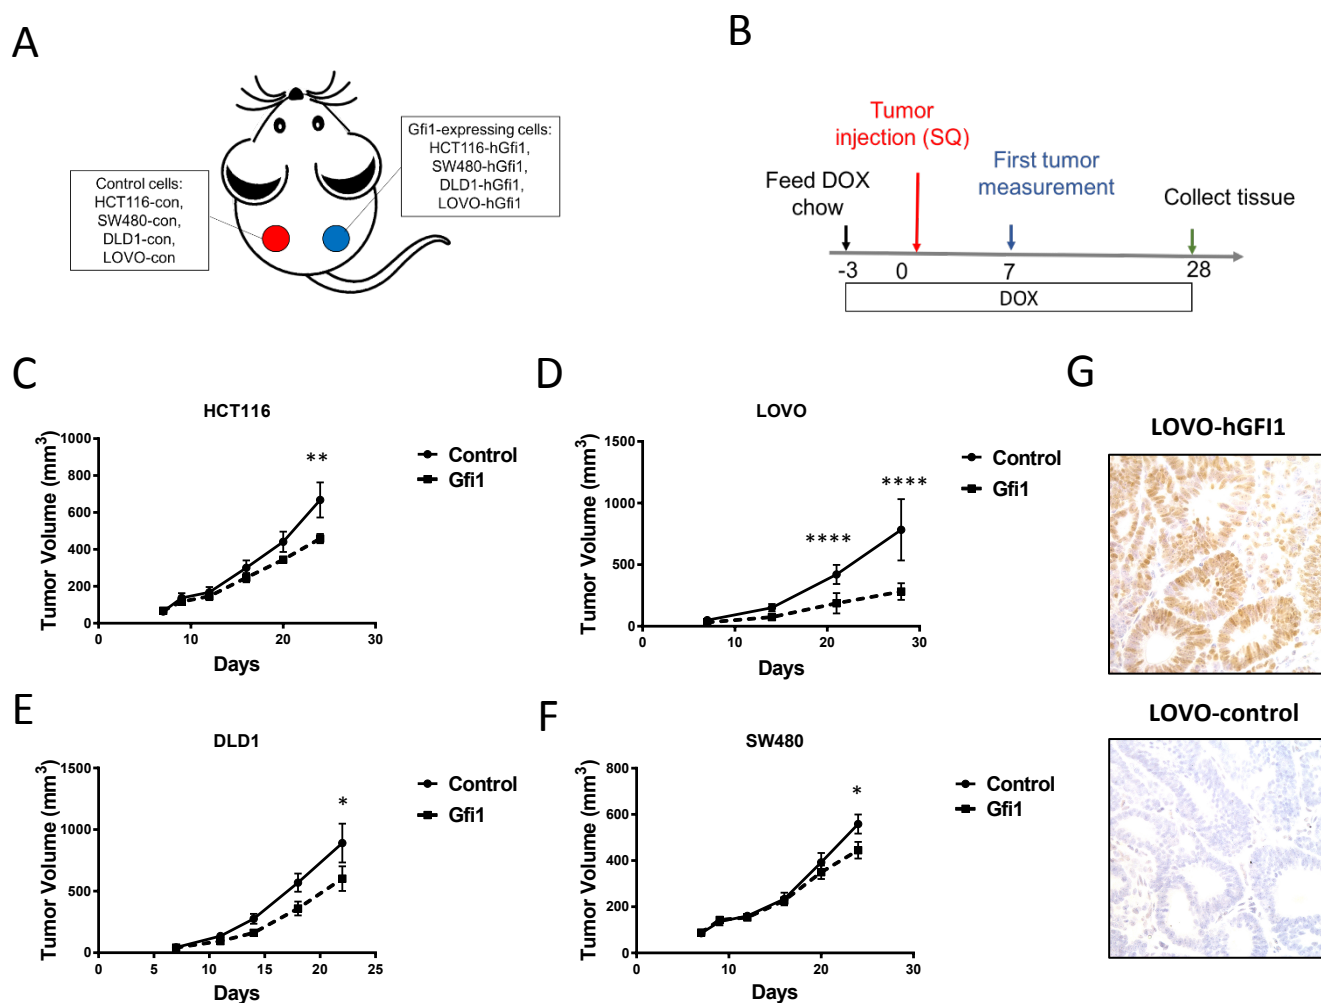 A
Control cells:
HCT116-con,
SW480-con,
DLD1-con,
LOVO-con
Gfi1-expressing cells:
HCT116-hGfi1,
SW480-hGfi1,
DLD1-hGfi1,
LOVO-hGfi1
B
Feed DOX
chow
Tumor
injection (SQ)
First tumor
measurement
Collect tissue
-3
0
7
28
DOX
C
HCT116
Tumor Volume (mm³)
1000
800
600
400
200
0
0
10
20
30
Days
**
Control
Gfi1
D
LOVO
Tumor Volume (mm³)
1500
1000
500
0
0
10
20
30
Days
****
****
Control
Gfi1
E
DLD1
Tumor Volume (mm³)
1500
1000
500
0
0
5
10
15
20
25
Days
*
Control
Gfi1
F
SW480
Tumor Volume (mm³)
800
600
400
200
0
0
10
20
30
Days
*
Control
Gfi1
G
LOVO-hGFI1
LOVO-control